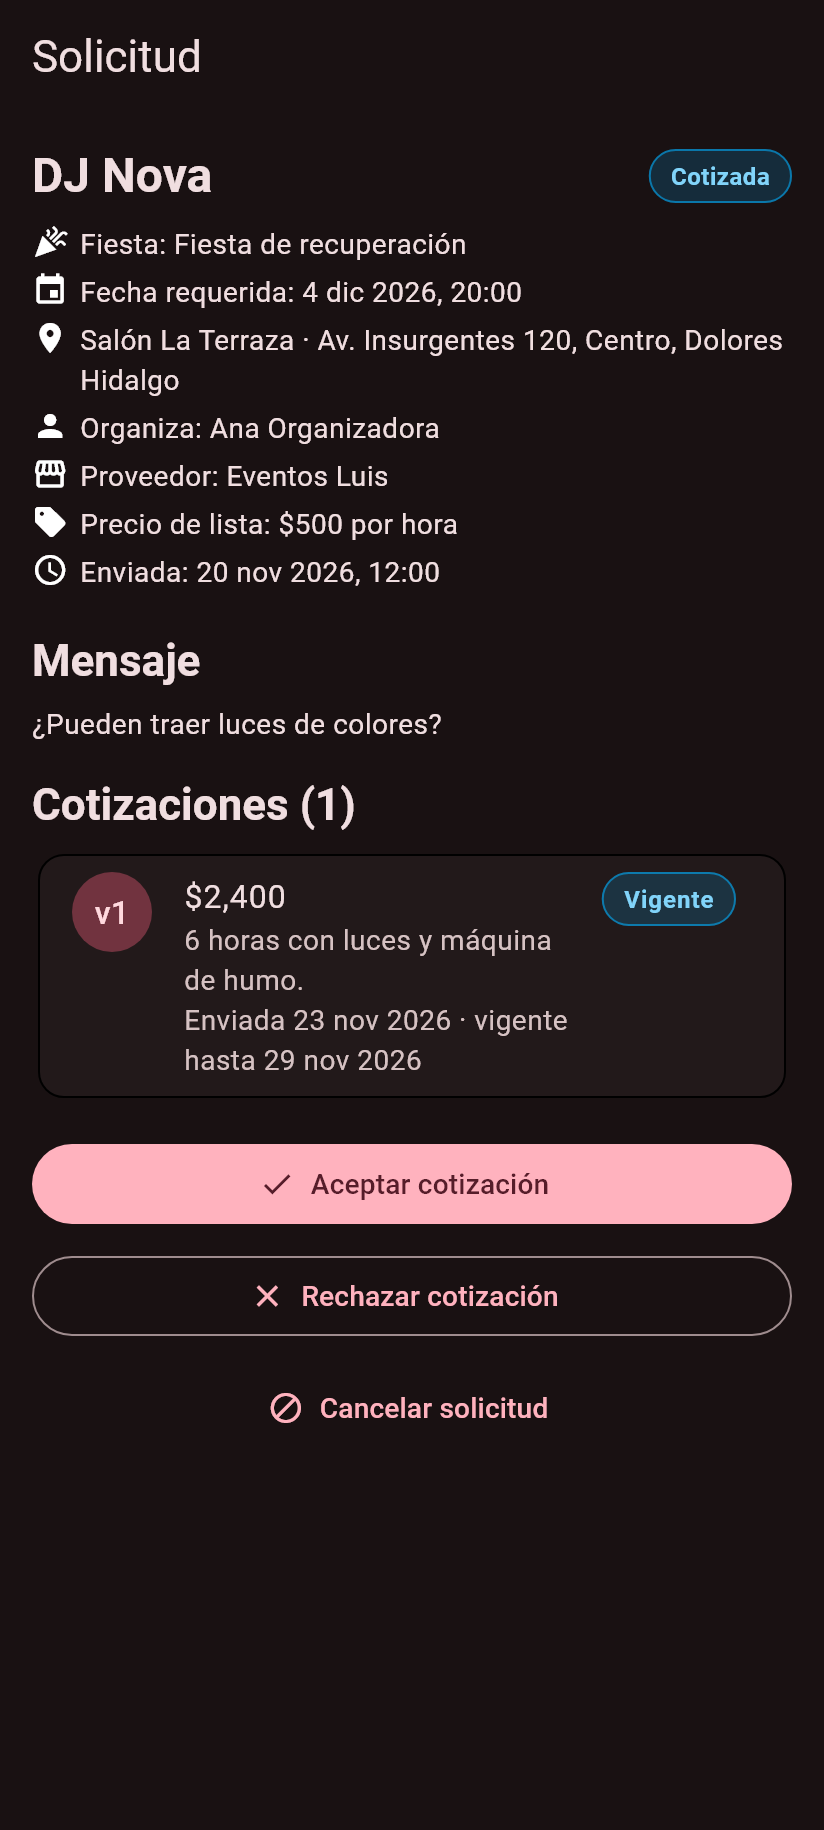 Solicitud
DJ Nova
Cotizada
Fiesta: Fiesta de recuperación
Fecha requerida: 4 dic 2026, 20:00
Salón La Terraza · Av. Insurgentes 120, Centro, Dolores
Hidalgo
Organiza: Ana Organizadora
Proveedor: Eventos Luis
Precio de lista: $500 por hora
Enviada: 20 nov 2026, 12:00
Mensaje
¿Pueden traer luces de colores?
Cotizaciones (1)
v1
$2,400
Vigente
6 horas con luces y máquina
de humo.
Enviada 23 nov 2026 · vigente
hasta 29 nov 2026
Aceptar cotización
Rechazar cotización
Cancelar solicitud